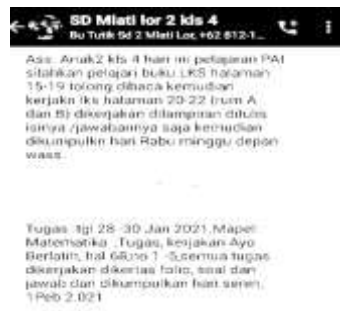 SD Mlati lor 2 kls 4
Bu Tutik Sd 2 Mlati Lor, +62 812-1...
Ass. Anak2 kls 4 hari ini pelajaran PAI
silahkan pelajari buku LKS halaman
15-19 tolong dibaca kemudian
kerjakn lks halaman 20-22 (rum A
dan B) dikerjakan dilampiran ditulis
isinya /jawabannya saja kemudian
dikumpulkn hari Rabu minggu depan
wass.
Tugas .tgl 28 -30 Jan 2021.Mapel
Matematika .Tugas, kerjakan Ayo
Berlatih, hal 68,no 1 -5,semua tugas
dikerjakan dikertas folio, soal dan
jawab dan dikumpulkan hari senin,
1Peb 2.021